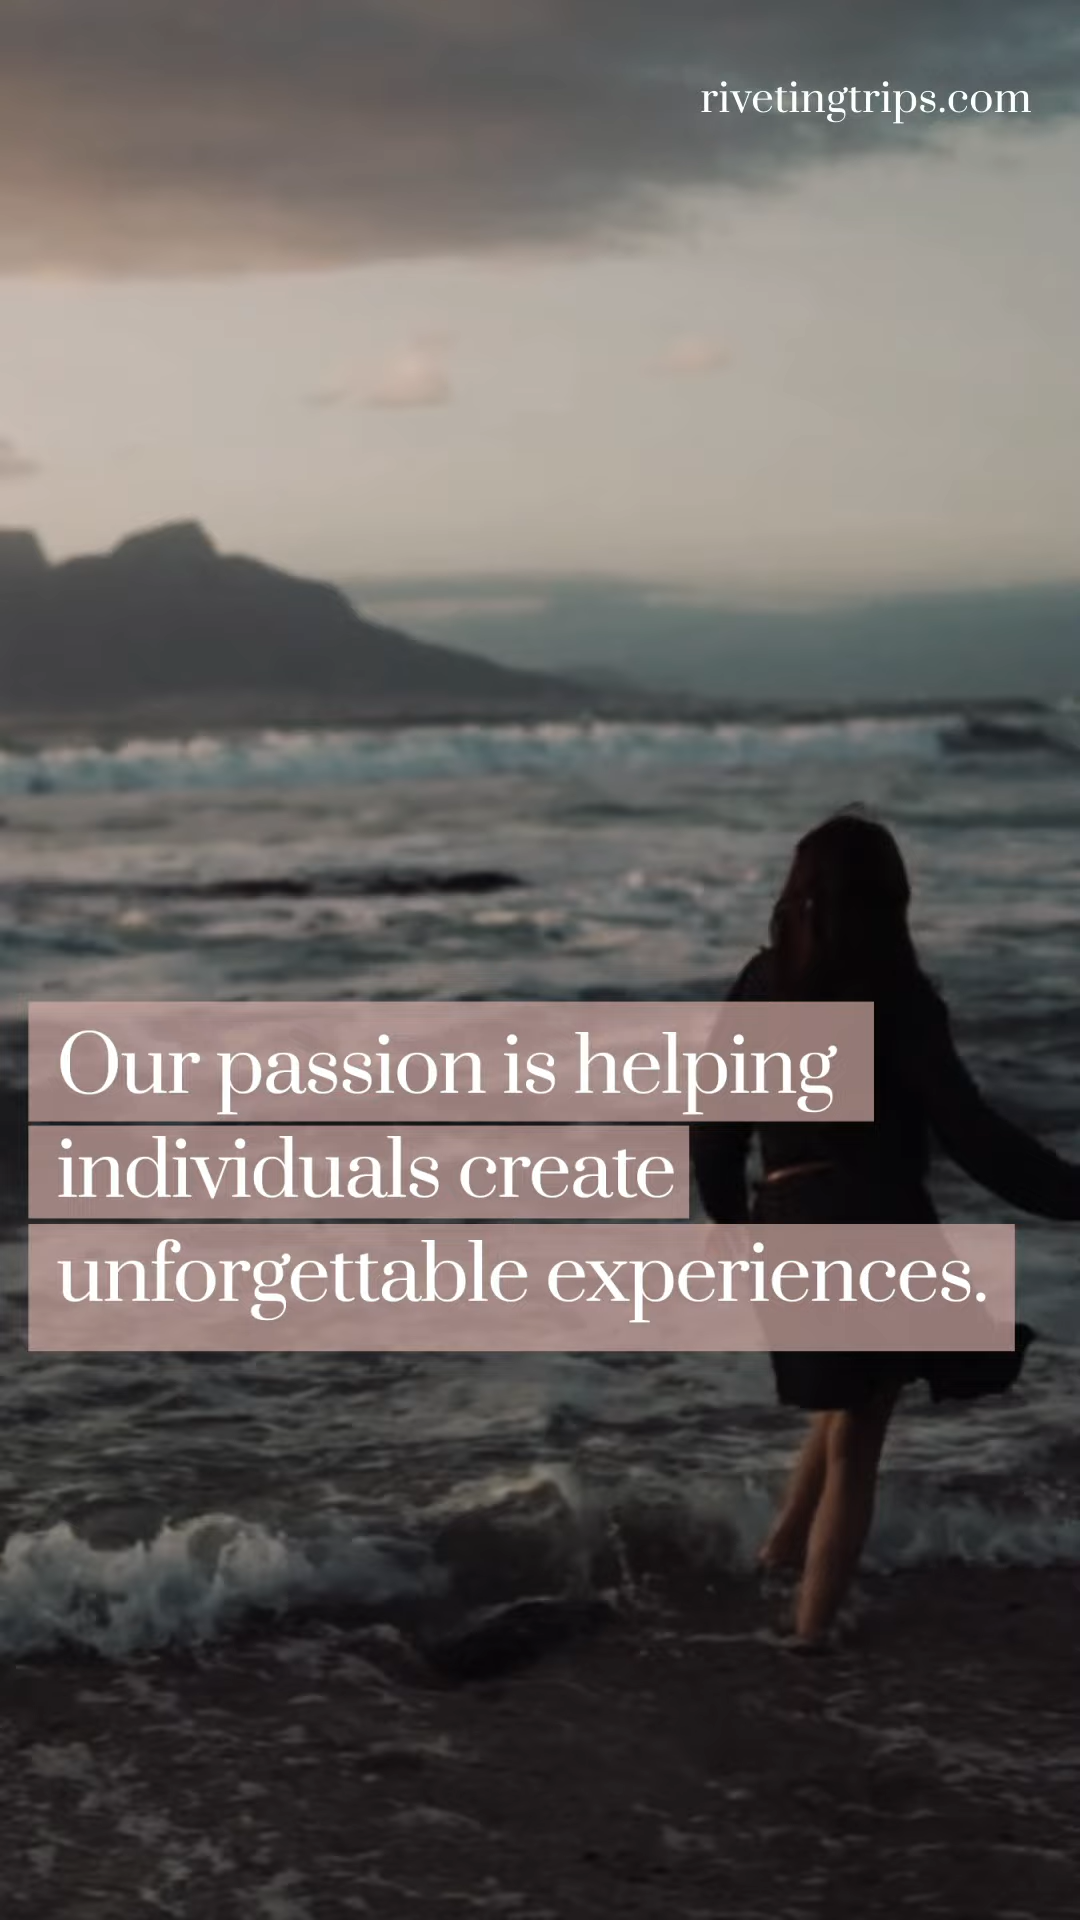 rivetingtrips.com
Our passion is helping
individuals create
unforgettable experiences.